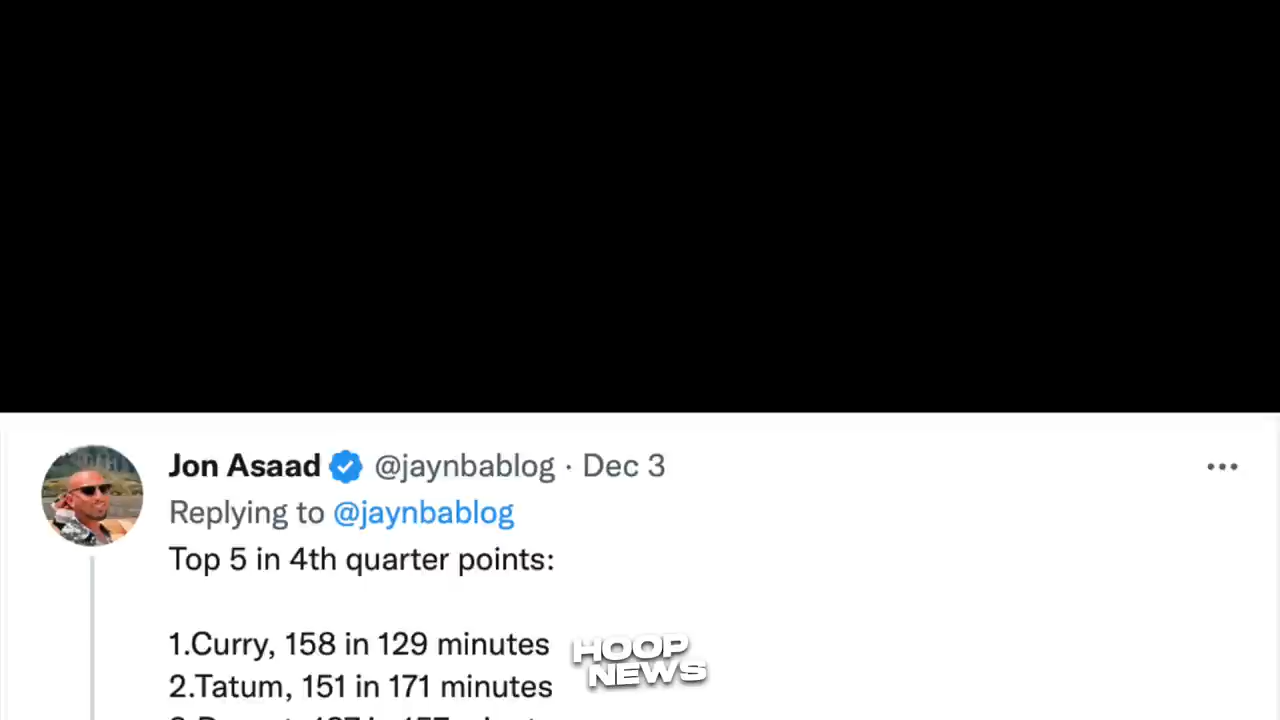 Jon Asaad @jaynbablog · Dec 3
Replying to @jaynbablog
Top 5 in 4th quarter points:
1.Curry, 158 in 129 minutes
2.Tatum, 151 in 171 minutes
HOOP
NEWS